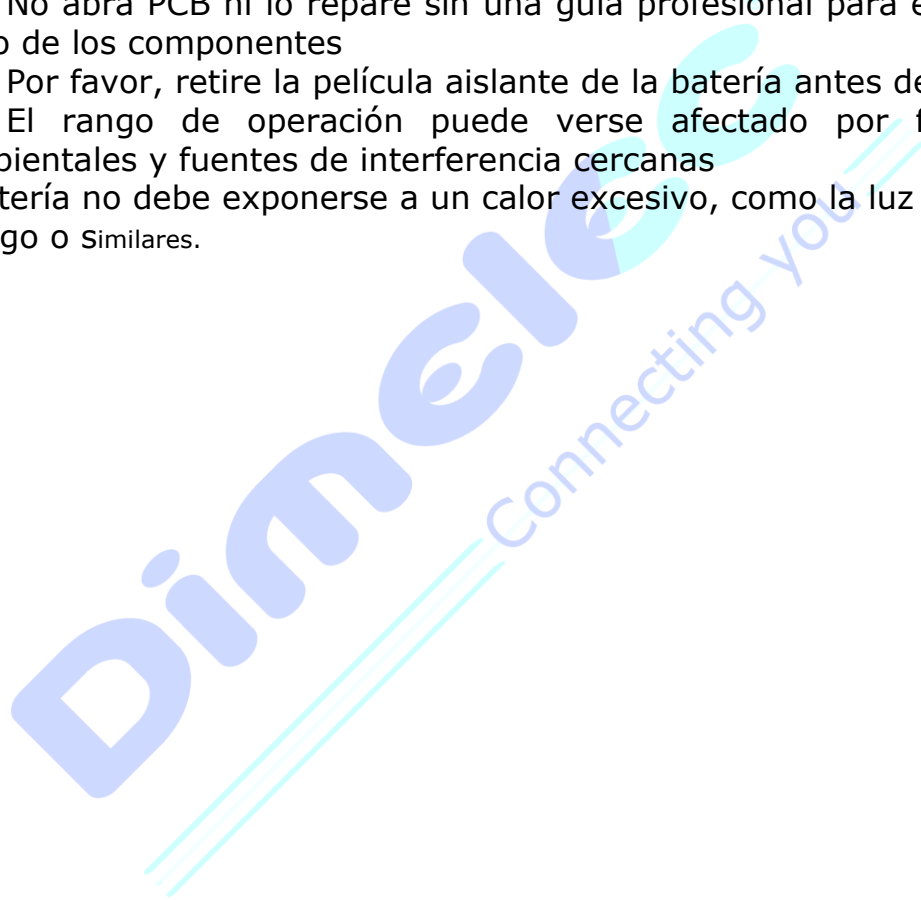 No abra PCB ni lo repare sin una guía profesional para e
o de los componentes
Por favor, retire la película aislante de la batería antes de
El rango de operación puede verse afectado por f
bientales y fuentes de interferencia cercanas
tería no debe exponerse a un calor excesivo, como la luz
go o similares.
Dimelec
Connecting you